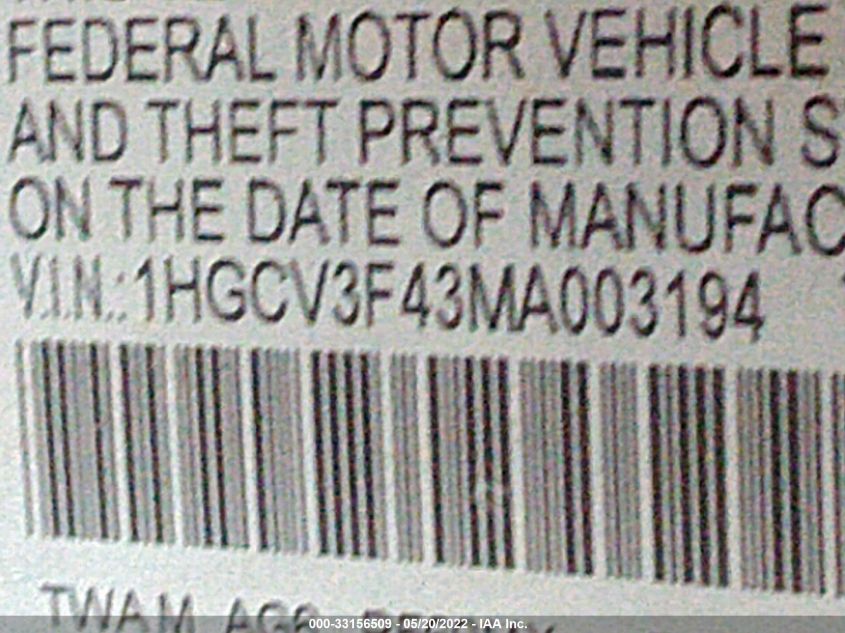 FEDERAL MOTOR VEHICLE
AND THEFT PREVENTION S
ON THE DATE OF MANUFAC
V.I.N.:1HGCV3F43MA003194
000-33156509 - 05/20/2022 - IAA Inc.